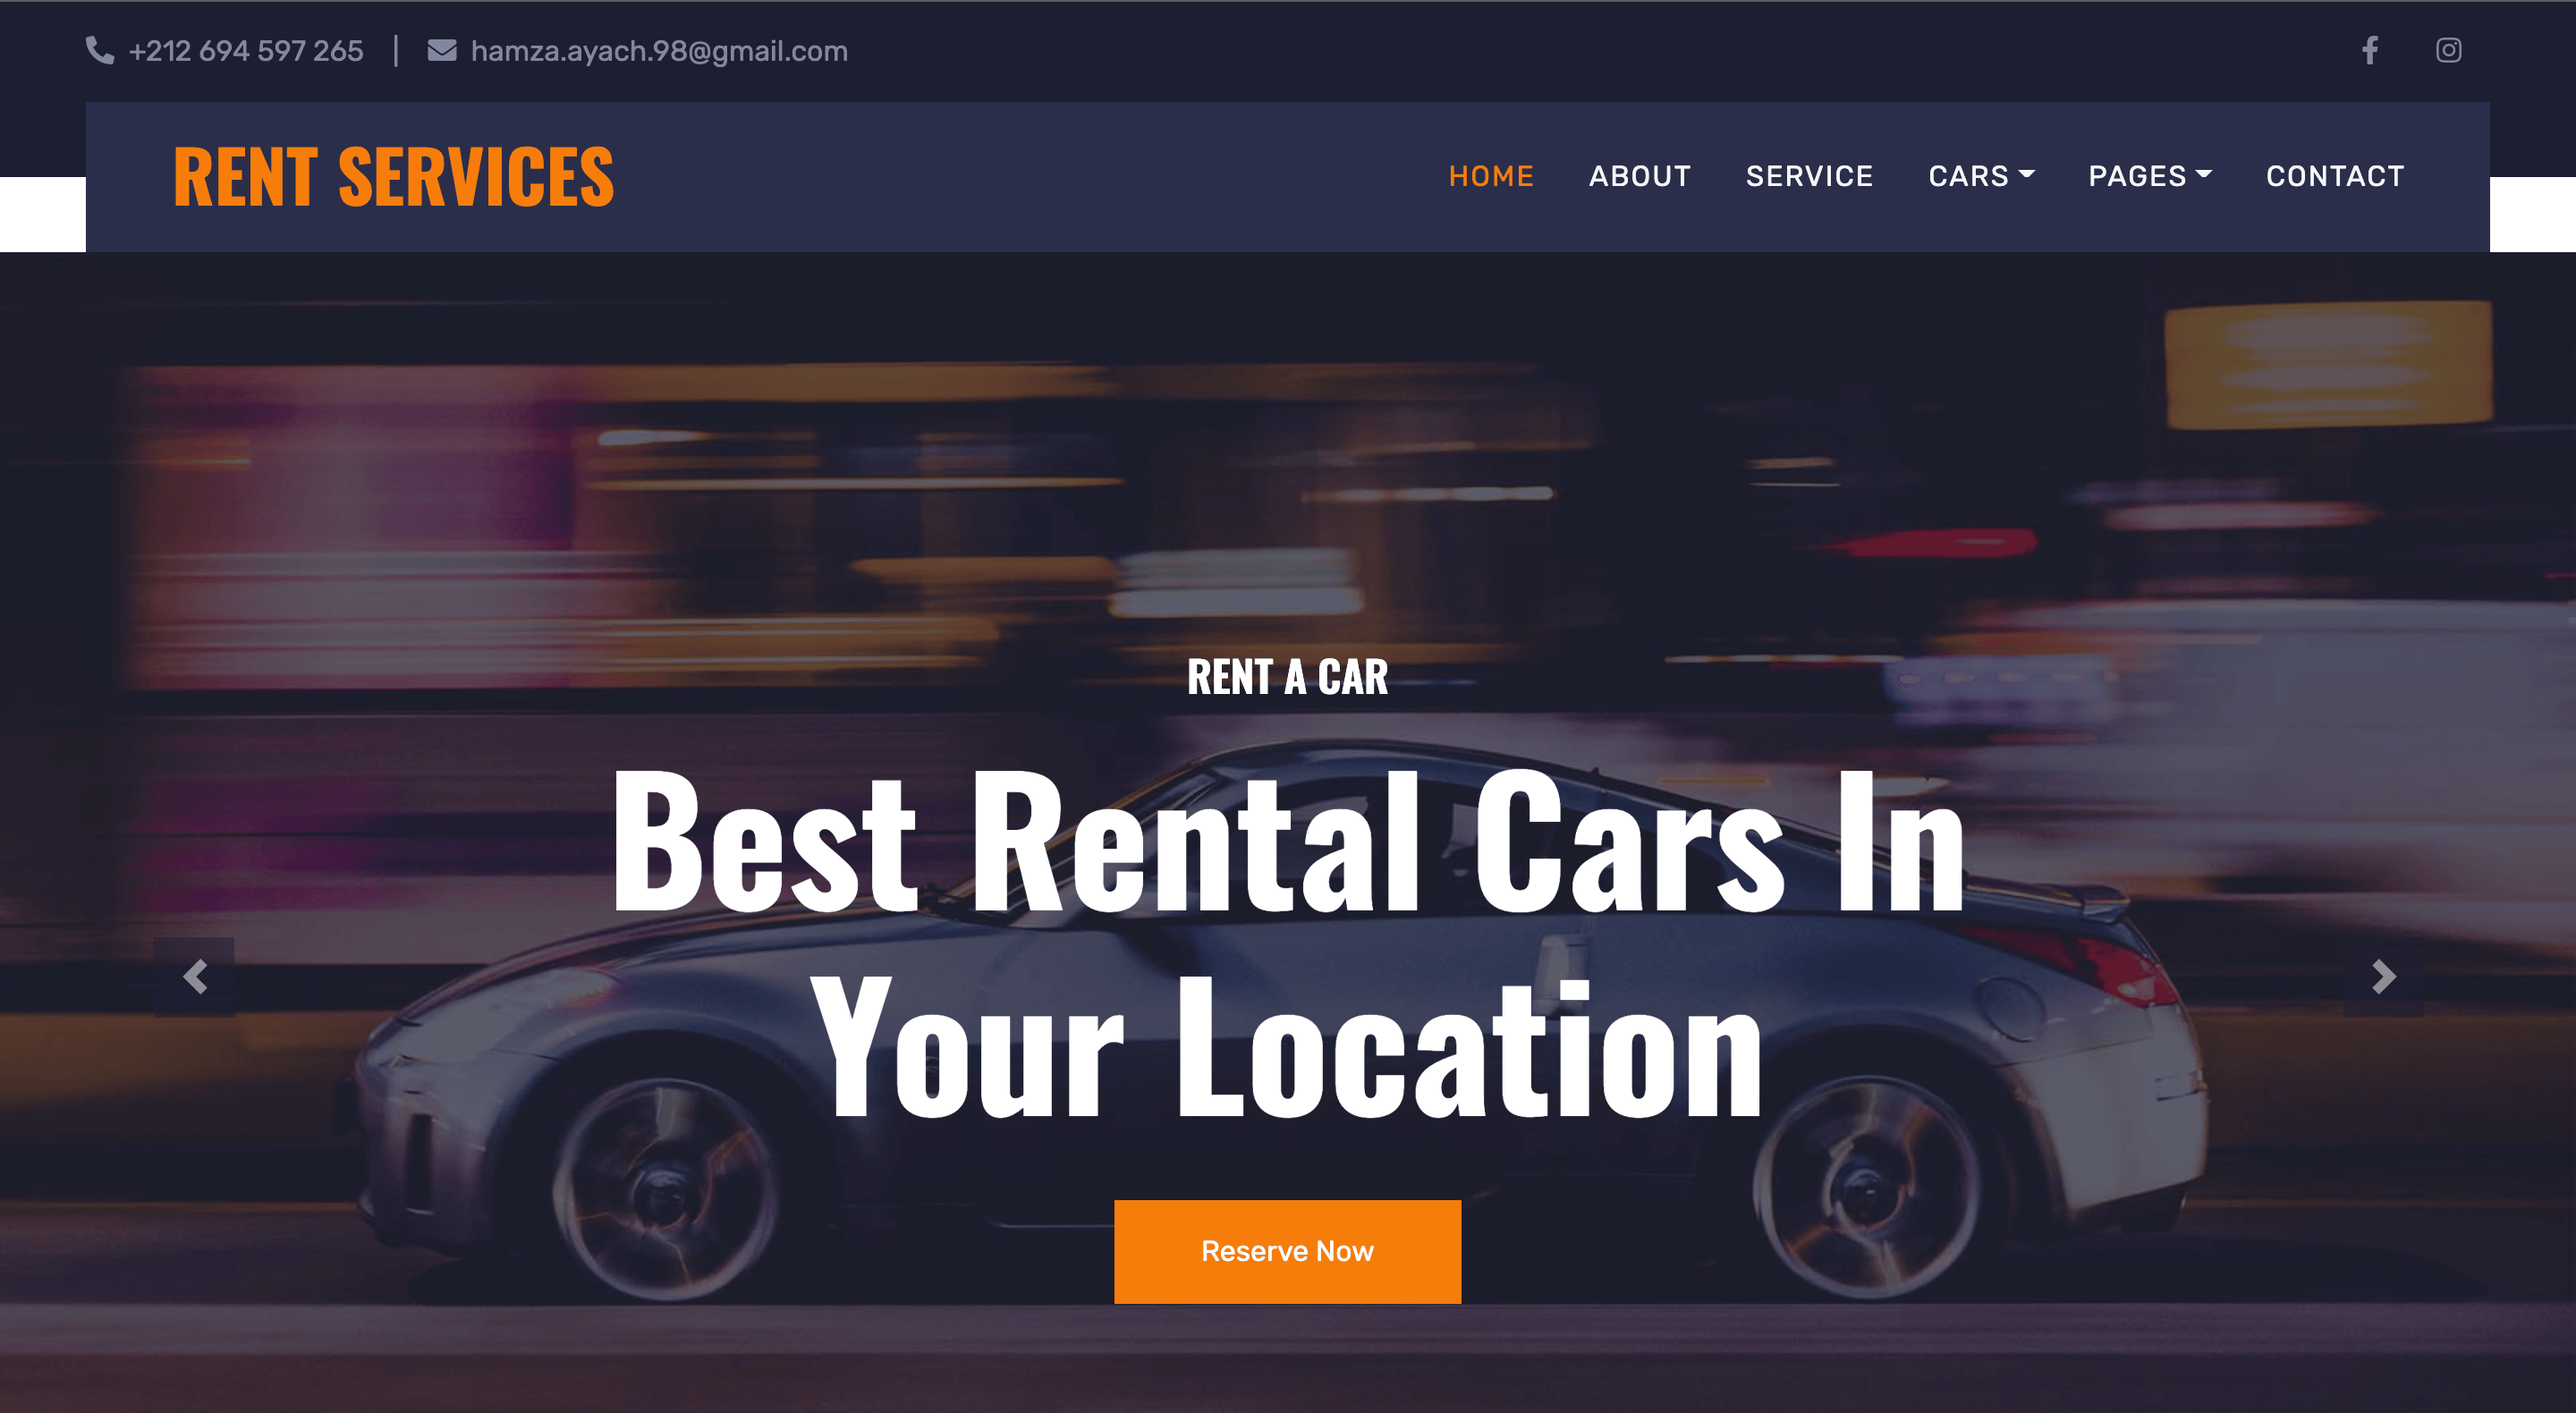 +212 694 597 265 | hamza.ayach.98@gmail.com
RENT SERVICES
HOME ABOUT SERVICE CARS PAGES CONTACT
RENT A CAR
Best Rental Cars In
Your Location
Reserve Now